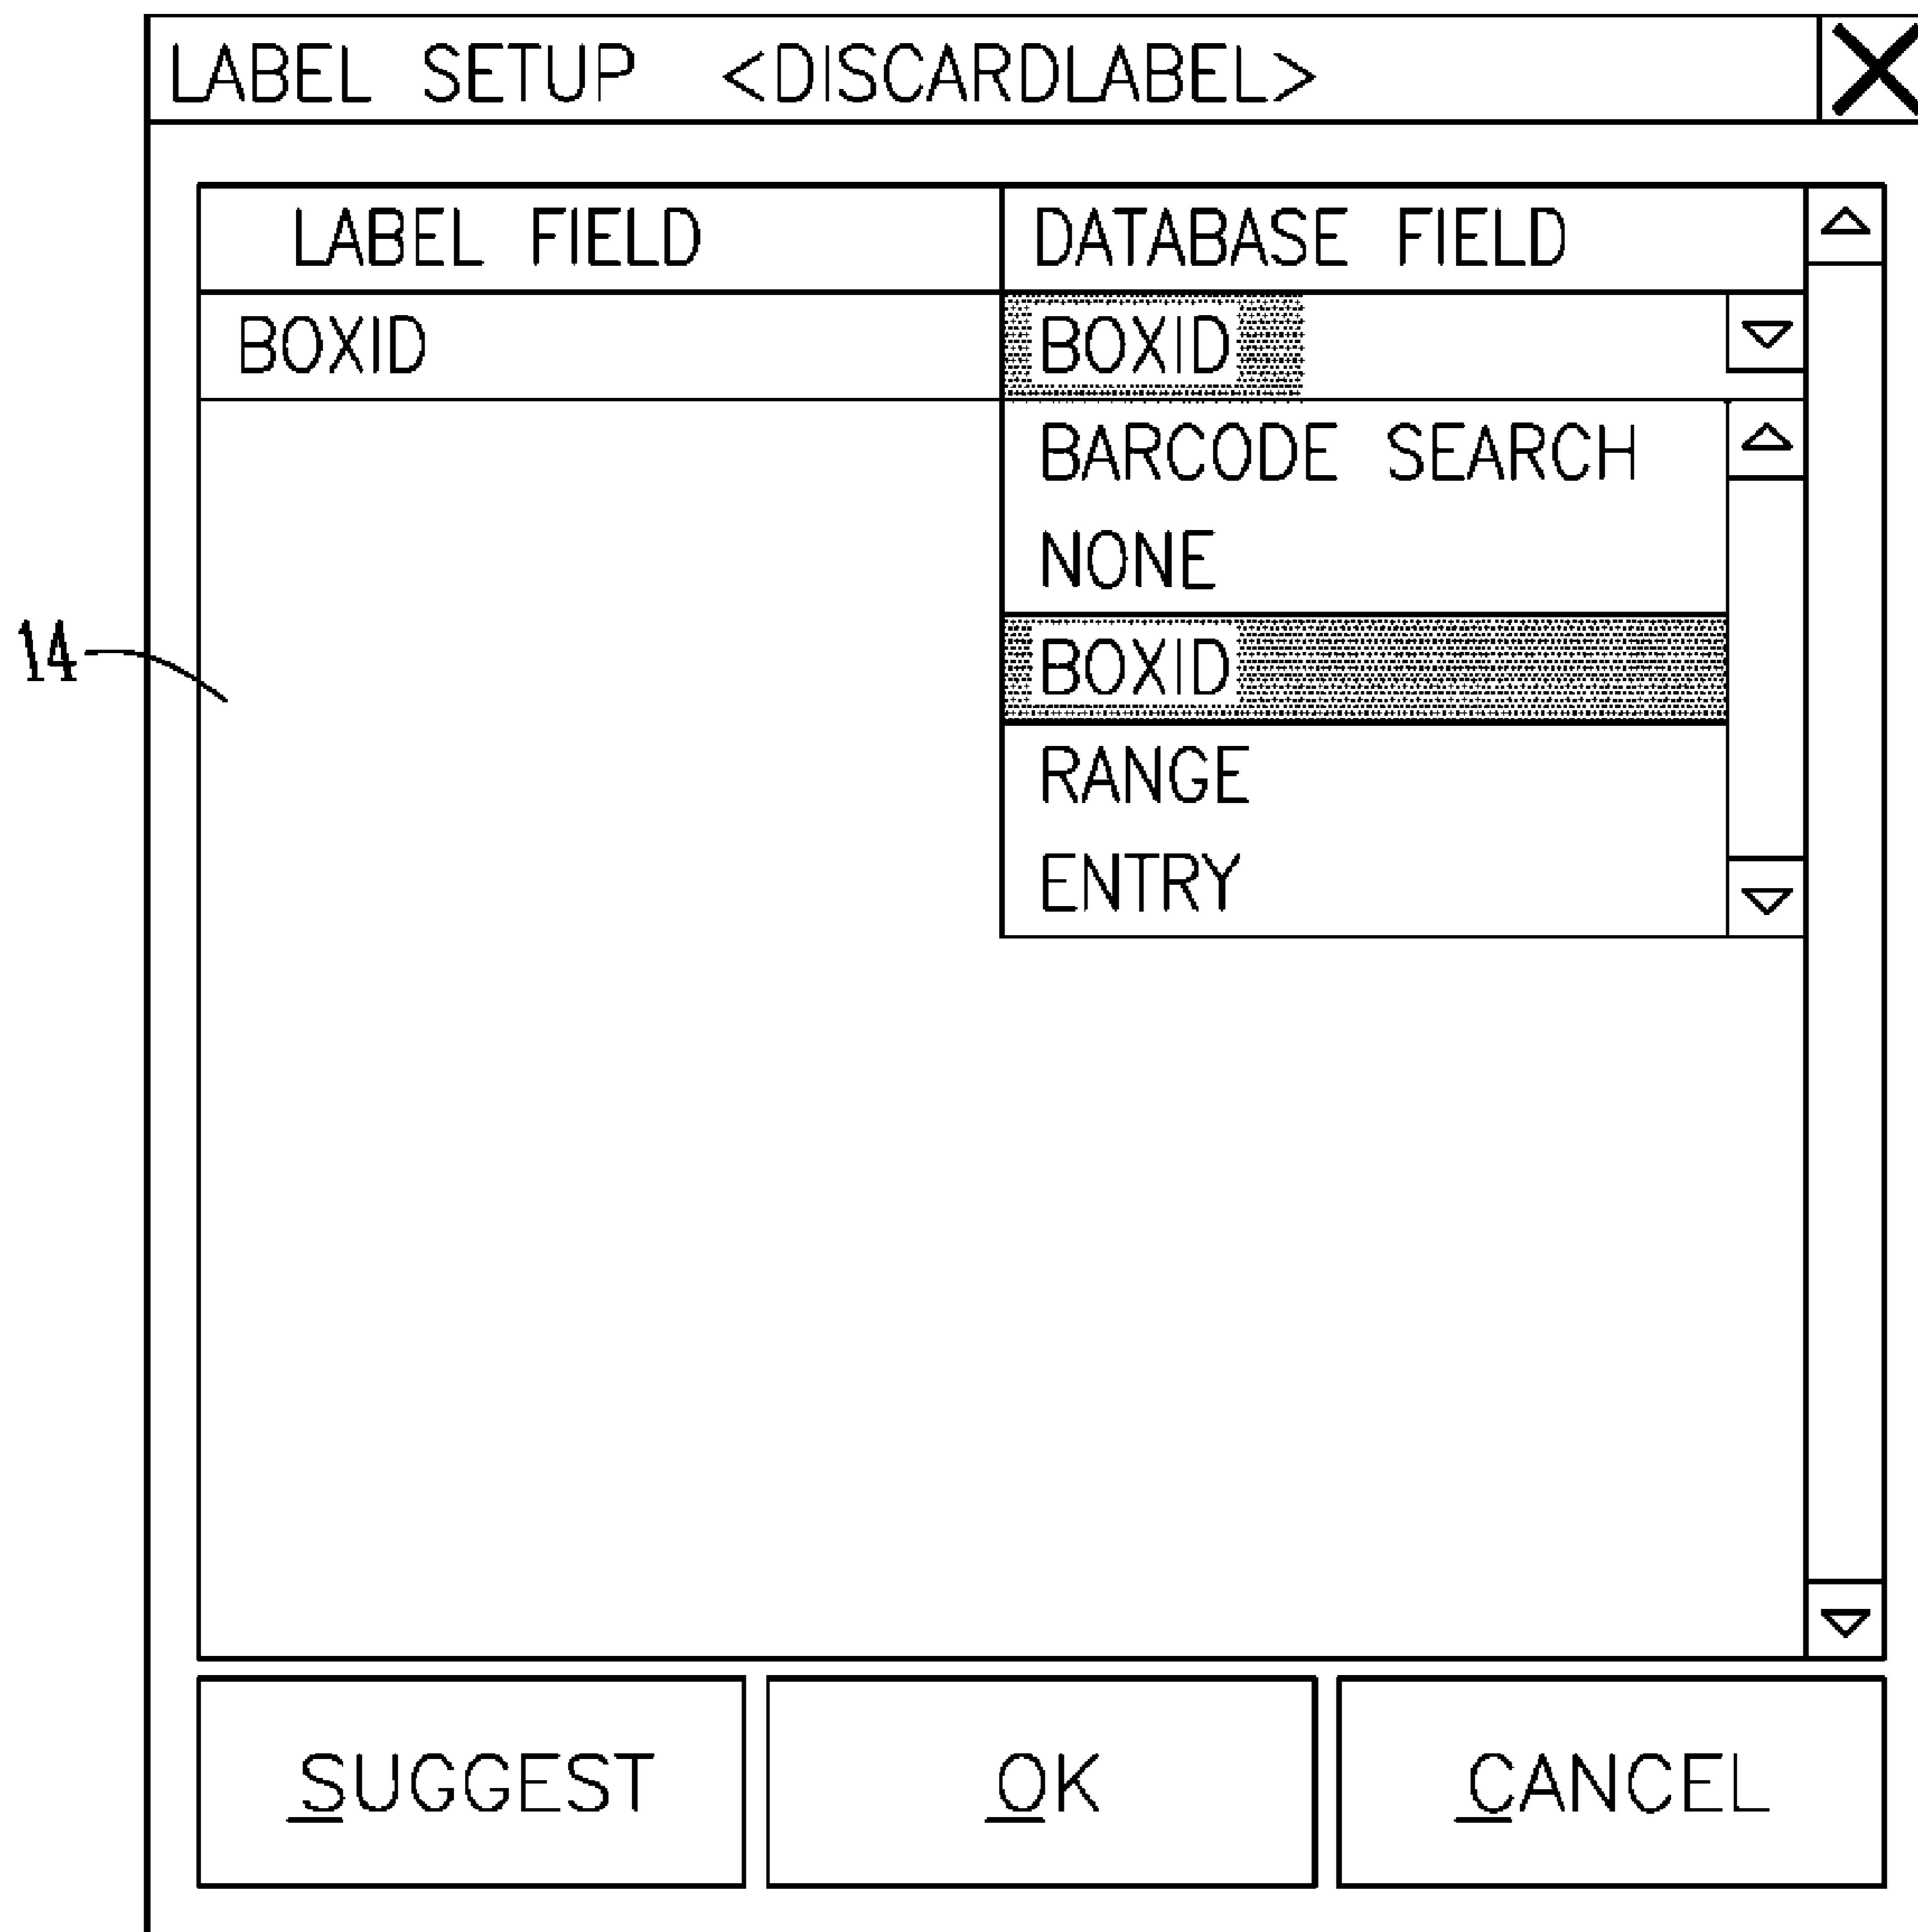 LABEL SETUP <DISCARDLABEL>
LABEL FIELD DATABASE FIELD
BOXID BOXID
BARCODE SEARCH
NONE
14
BOXID
RANGE
ENTRY
SUGGEST OK CANCEL